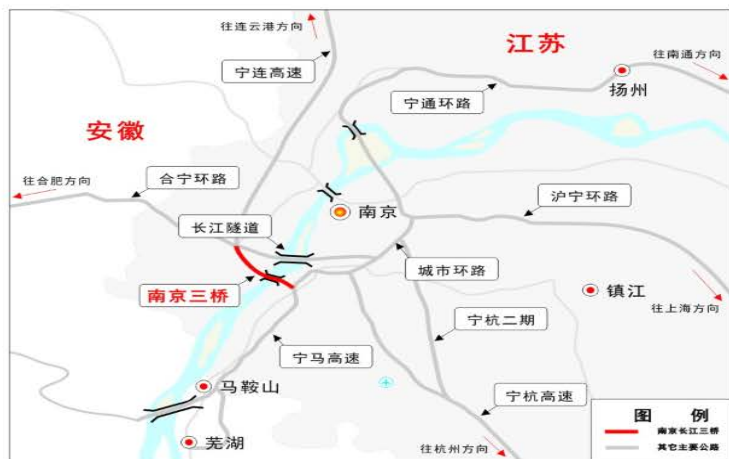 往连云港方向
江苏
往南通方向
宁连高速
扬州
宁通环路
安徽
合宁环路
往合肥方向
沪宁环路
南京
长江隧道
城市环路
南京三桥
镇江
往上海方向
宁杭二期
宁马高速
马鞍山
宁杭高速
图 例
南京长江三桥
芜湖
往杭州方向
其它主要公路